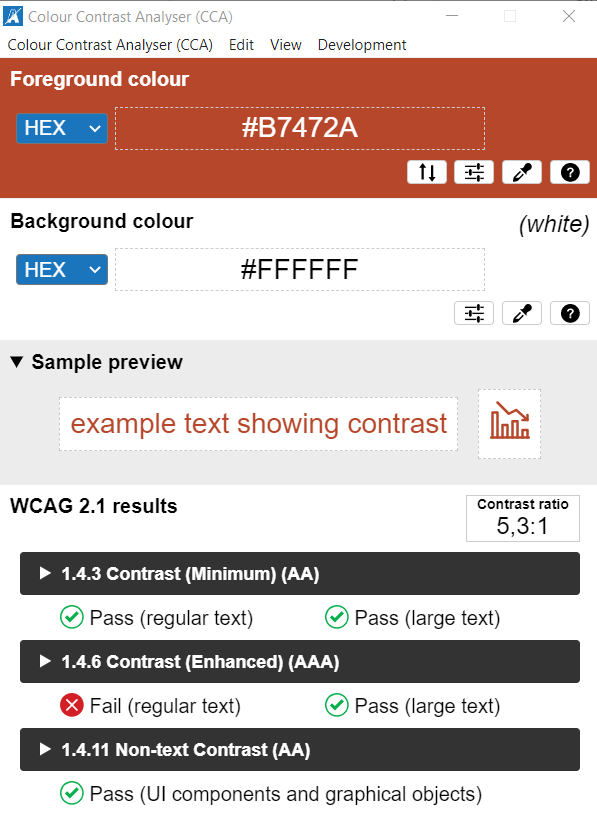 Colour Contrast Analyser (CCA)
Colour Contrast Analyser (CCA) Edit View Development
Foreground colour
HEX #B7472A
Background colour (white)
HEX #FFFFFF
Sample preview
example text showing contrast
WCAG 2.1 results
Contrast ratio
5,3:1
1.4.3 Contrast (Minimum) (AA)
Pass (regular text) Pass (large text)
1.4.6 Contrast (Enhanced) (AAA)
Fail (regular text) Pass (large text)
1.4.11 Non-text Contrast (AA)
Pass (UI components and graphical objects)